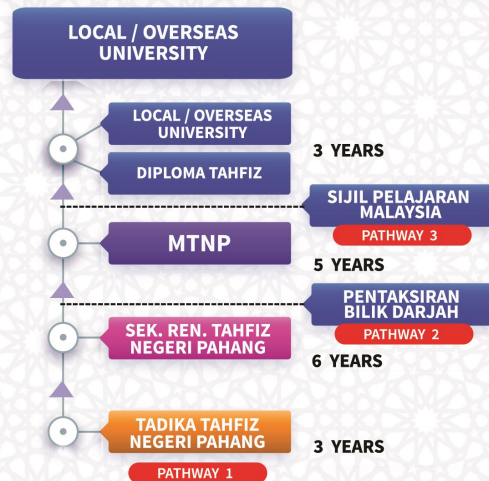 LOCAL / OVERSEAS
UNIVERSITY
LOCAL / OVERSEAS
UNIVERSITY
3 YEARS
DIPLOMA TAHFIZ
SIJIL PELAJARAN
MALAYSIA
PATHWAY 3
MTNP
5 YEARS
PENTAKSIRAN
BILIK DARJAH
PATHWAY 2
SEK. REN. TAHFIZ
NEGERI PAHANG
6 YEARS
TADIKA TAHFIZ
NEGERI PAHANG
3 YEARS
PATHWAY 1